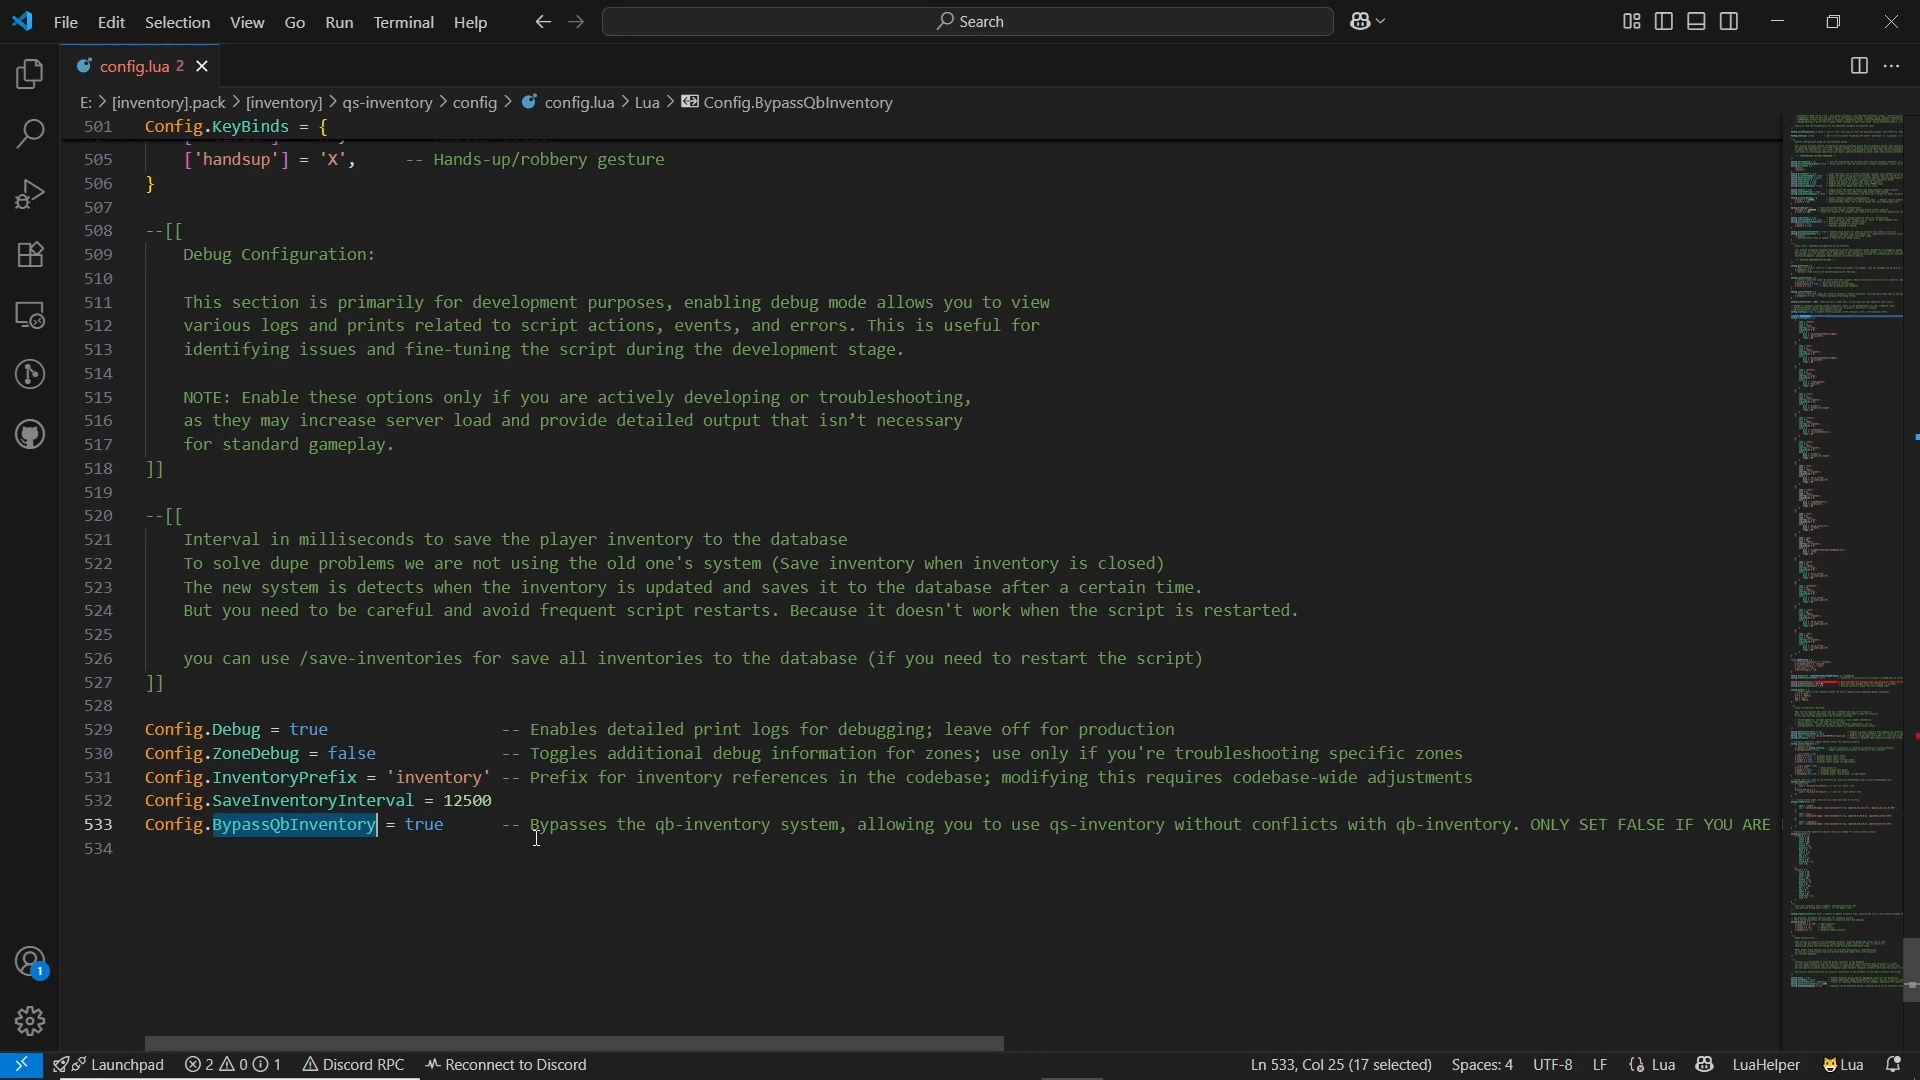 File Edit Selection View Go Run Terminal Help Search
config.lua 2
E: > [inventory].pack > [inventory] > qs-inventory > config > config.lua > Lua > Config.BypassQbInventory
501 Config.KeyBinds = {
505 ['handsup'] = 'X', -- Hands-up/robbery gesture
506 }
507
508 --[[
509 Debug Configuration:
510
511 This section is primarily for development purposes, enabling debug mode allows you to view
512 various logs and prints related to script actions, events, and errors. This is useful for
513 identifying issues and fine-tuning the script during the development stage.
514
515 NOTE: Enable these options only if you are actively developing or troubleshooting,
516 as they may increase server load and provide detailed output that isn’t necessary
517 for standard gameplay.
518 ]]
519
520 --[[
521 Interval in milliseconds to save the player inventory to the database
522 To solve dupe problems we are not using the old one's system (Save inventory when inventory is closed)
523 The new system is detects when the inventory is updated and saves it to the database after a certain time.
524 But you need to be careful and avoid frequent script restarts. Because it doesn't work when the script is restarted.
525
526 you can use /save-inventories for save all inventories to the database (if you need to restart the script)
527 ]]
528
529 Config.Debug = true -- Enables detailed print logs for debugging; leave off for production
530 Config.ZoneDebug = false -- Toggles additional debug information for zones; use only if you're troubleshooting specific zones
531 Config.InventoryPrefix = 'inventory' -- Prefix for inventory references in the codebase; modifying this requires codebase-wide adjustments
532 Config.SaveInventoryInterval = 12500
533 Config.BypassQbInventory = true -- Bypasses the qb-inventory system, allowing you to use qs-inventory without conflicts with qb-inventory. ONLY SET FALSE IF YOU ARE
534
1
Launchpad 2 0 1 Discord RPC Reconnect to Discord Ln 533, Col 25 (17 selected) Spaces: 4 UTF-8 LF Lua LuaHelper Lua